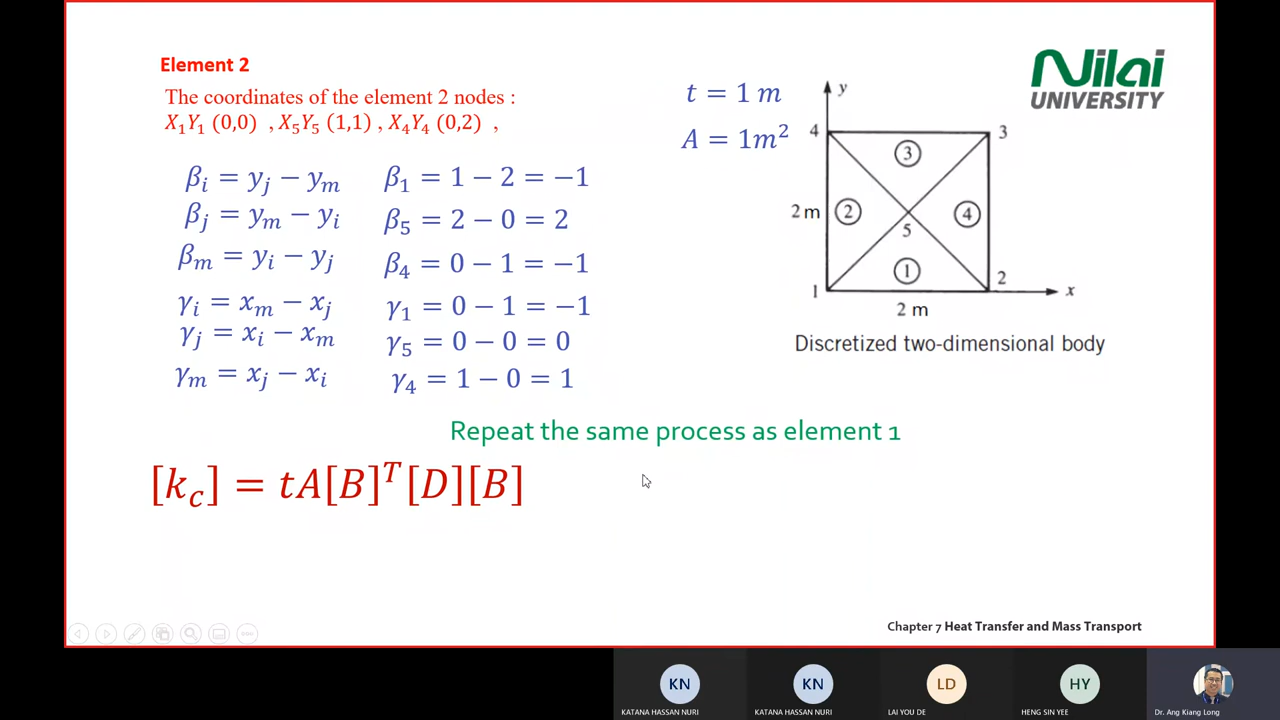 Element 2
The coordinates of the element 2 nodes :
X₁Y₁ (0,0) , X₅Y₅ (1,1) , X₄Y₄ (0,2) ,
βᵢ = yⱼ − yₘ
βⱼ = yₘ − yᵢ
βₘ = yᵢ − yⱼ
γᵢ = xₘ − xⱼ
γⱼ = xᵢ − xₘ
γₘ = xⱼ − xᵢ
β₁ = 1 − 2 = −1
β₅ = 2 − 0 = 2
β₄ = 0 − 1 = −1
γ₁ = 0 − 1 = −1
γ₅ = 0 − 0 = 0
γ₄ = 1 − 0 = 1
t = 1 m
A = 1m²
Nilai
UNIVERSITY
y
4
3
③
2 m
②
④
5
①
1
2
x
2 m
Discretized two-dimensional body
Repeat the same process as element 1
[k_c] = tA[B]ᵀ[D][B]
Chapter 7 Heat Transfer and Mass Transport
KN
KN
LD
HY
KATANA HASSAN NURI
KATANA HASSAN NURI
LAI YOU DE
HENG SIN YEE
Dr. Ang Kiang Long